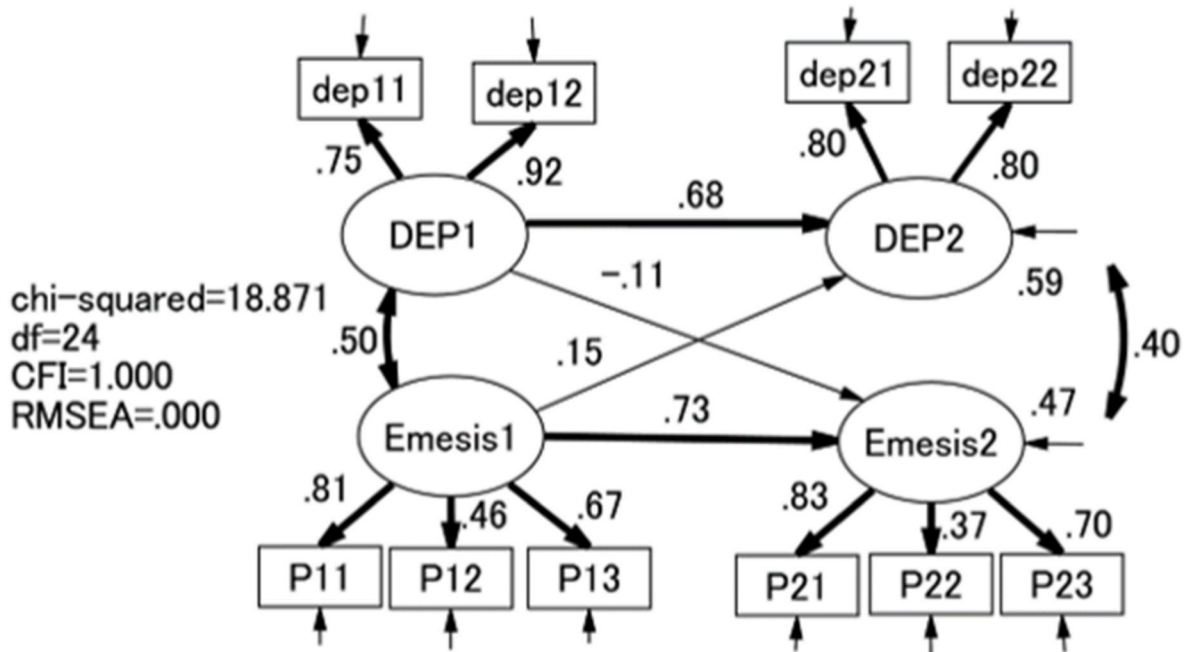 dep11
dep12
dep21
dep22
.75
.92
.80
.80
DEP1
.68
DEP2
-.11
.59
chi-squared=18.871
df=24
CFI=1.000
RMSEA=.000
.50
.15
.40
.73
.47
Emesis1
Emesis2
.81
.46
.67
.83
.37
.70
P11
P12
P13
P21
P22
P23